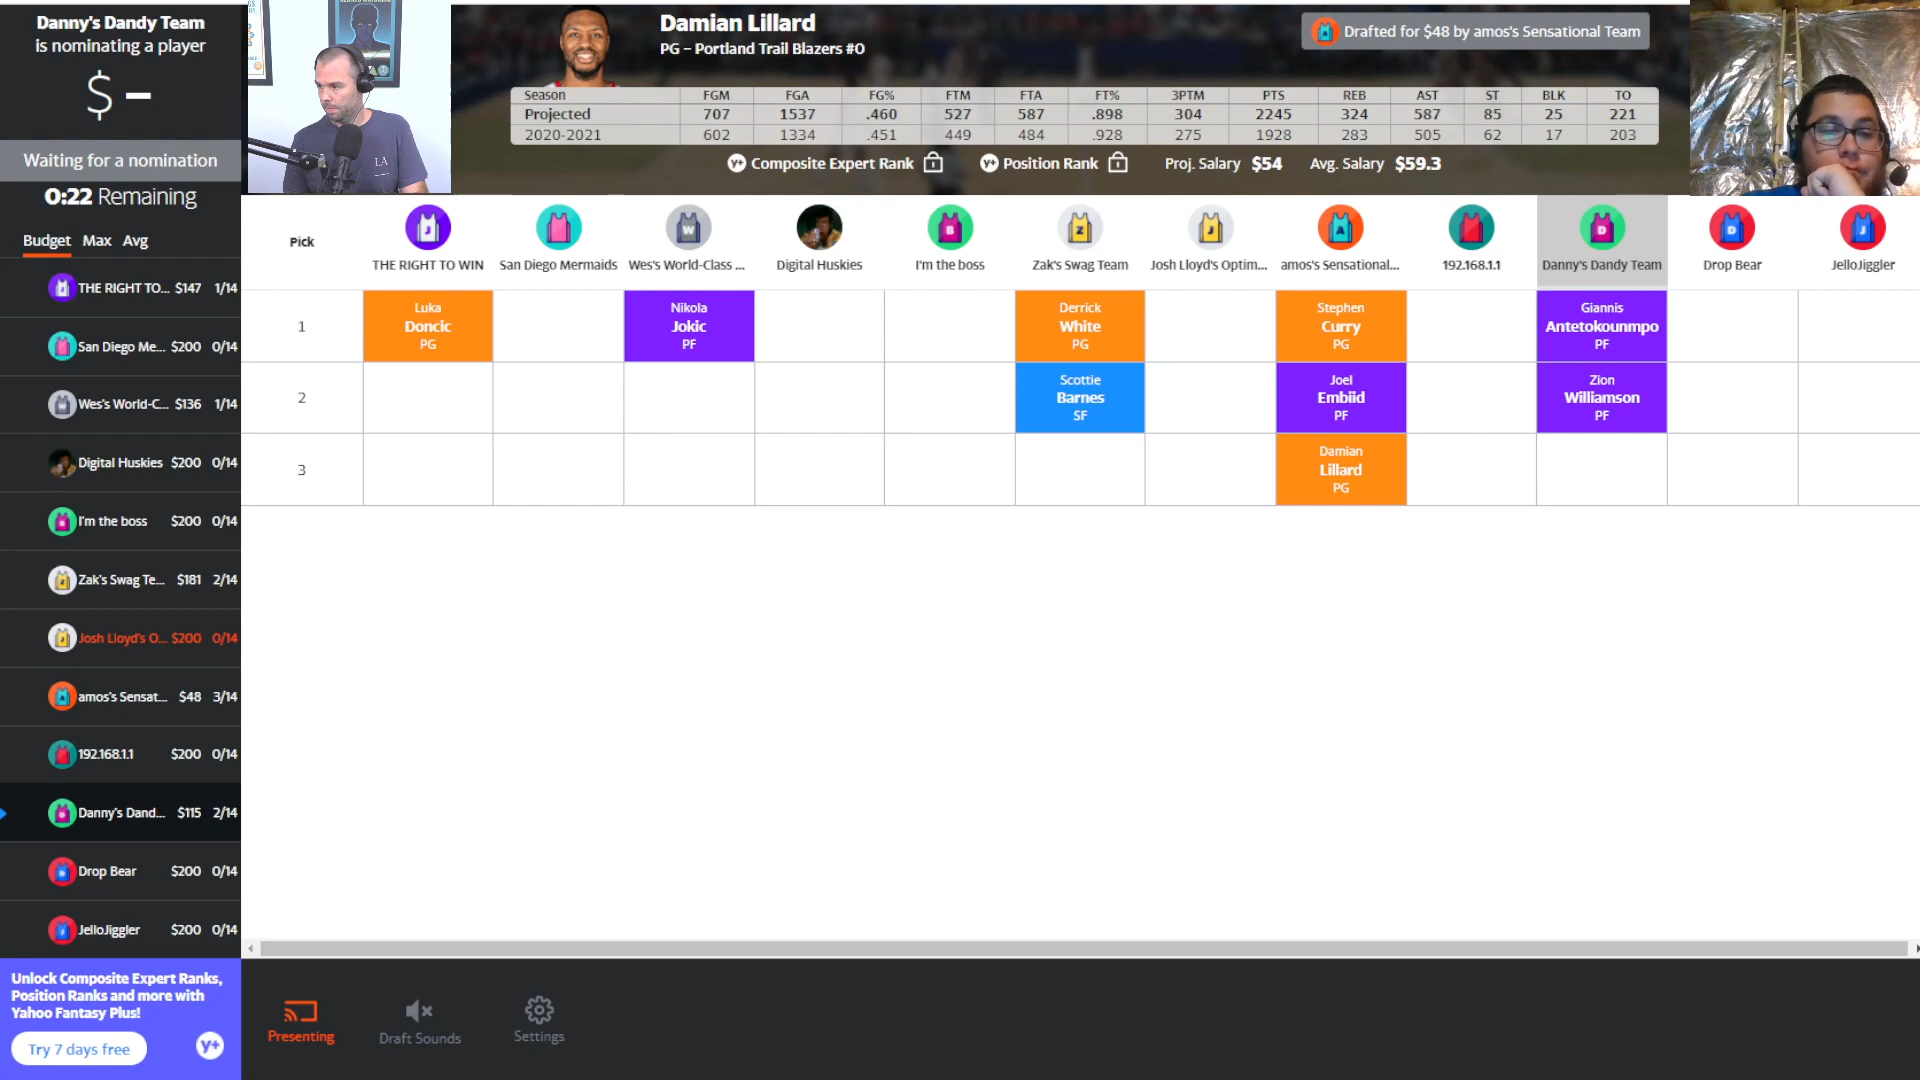 Danny's Dandy Team
is nominating a player
$ –
Waiting for a nomination
0:22 Remaining
Budget Max Avg
THE RIGHT TO... $147 1/14
San Diego Me... $200 0/14
Wes's World-C... $136 1/14
Digital Huskies $200 0/14
I'm the boss $200 0/14
Zak's Swag Te... $181 2/14
Josh Lloyd's O... $200 0/14
amos's Sensat... $48 3/14
192.168.1.1 $200 0/14
Danny's Dand... $115 2/14
Drop Bear $200 0/14
JelloJiggler $200 0/14
Unlock Composite Expert Ranks,
Position Ranks and more with
Yahoo Fantasy Plus!
Try 7 days free y+
LA
Damian Lillard
PG – Portland Trail Blazers #0
Drafted for $48 by amos's Sensational Team
Season FGM FGA FG% FTM FTA FT% 3PTM PTS REB AST ST BLK TO
Projected 707 1537 .460 527 587 .898 304 2245 324 587 85 25 221
2020-2021 602 1334 .451 449 484 .928 275 1928 283 505 62 17 203
y+ Composite Expert Rank y+ Position Rank Proj. Salary $54 Avg. Salary $59.3
J W B Z J A D D J
Pick THE RIGHT TO WIN San Diego Mermaids Wes's World-Class ... Digital Huskies I'm the boss Zak's Swag Team Josh Lloyd's Optim... amos's Sensational... 192.168.1.1 Danny's Dandy Team Drop Bear JelloJiggler
1
Luka
Doncic
PG
Nikola
Jokic
PF
Derrick
White
PG
Stephen
Curry
PG
Giannis
Antetokounmpo
PF
2
Scottie
Barnes
SF
Joel
Embiid
PF
Zion
Williamson
PF
3
Damian
Lillard
PG
Presenting Draft Sounds Settings